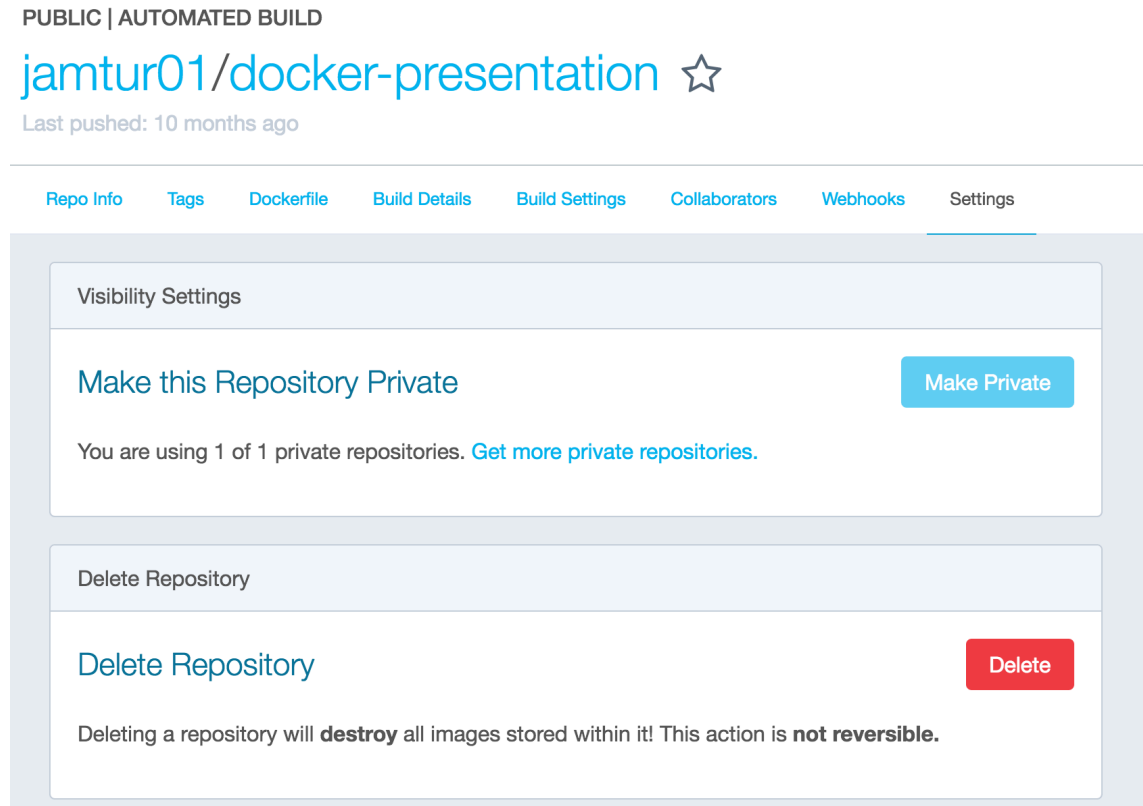 PUBLIC | AUTOMATED BUILD
jamtur01/docker-presentation
Last pushed: 10 months ago
Repo Info Tags Dockerfile Build Details Build Settings Collaborators Webhooks Settings
Visibility Settings
Make this Repository Private Make Private
You are using 1 of 1 private repositories. Get more private repositories.
Delete Repository
Delete Repository Delete
Deleting a repository will destroy all images stored within it! This action is not reversible.